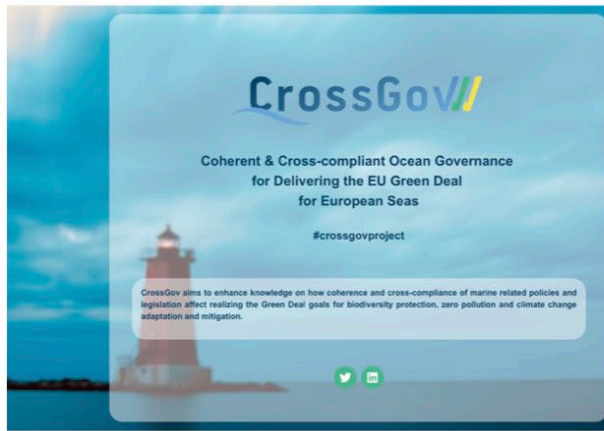 CrossGov
Coherent & Cross-compliant Ocean Governance
for Delivering the EU Green Deal
for European Seas
#crossgovproject
CrossGov aims to enhance knowledge on how coherence and cross-compliance of marine related policies and
legislation affect realizing the Green Deal goals for biodiversity protection, zero pollution and climate change
adaptation and mitigation.